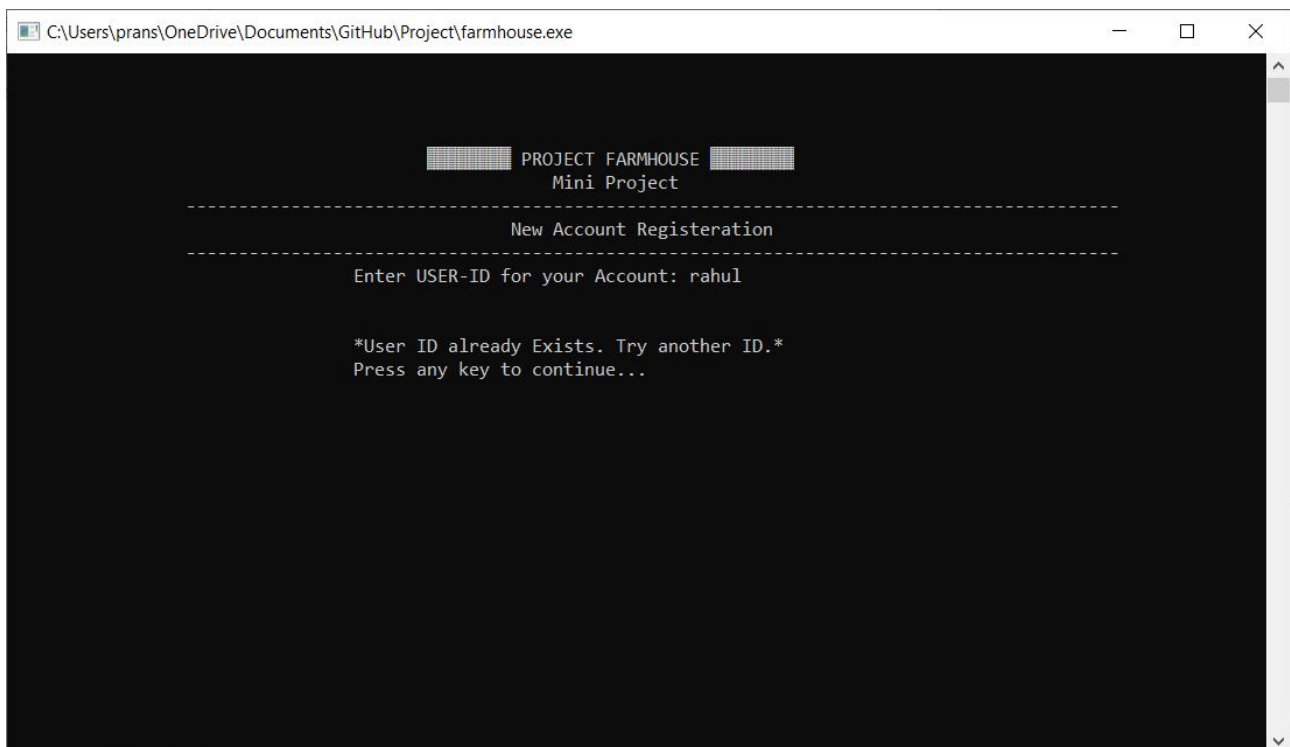 C:\Users\prans\OneDrive\Documents\GitHub\Project\farmhouse.exe
▒▒▒▒▒▒▒▒ PROJECT FARMHOUSE ▒▒▒▒▒▒▒▒
Mini Project
-----------------------------------------------------------------------------------------
New Account Registeration
-----------------------------------------------------------------------------------------
Enter USER-ID for your Account: rahul
*User ID already Exists. Try another ID.*
Press any key to continue...